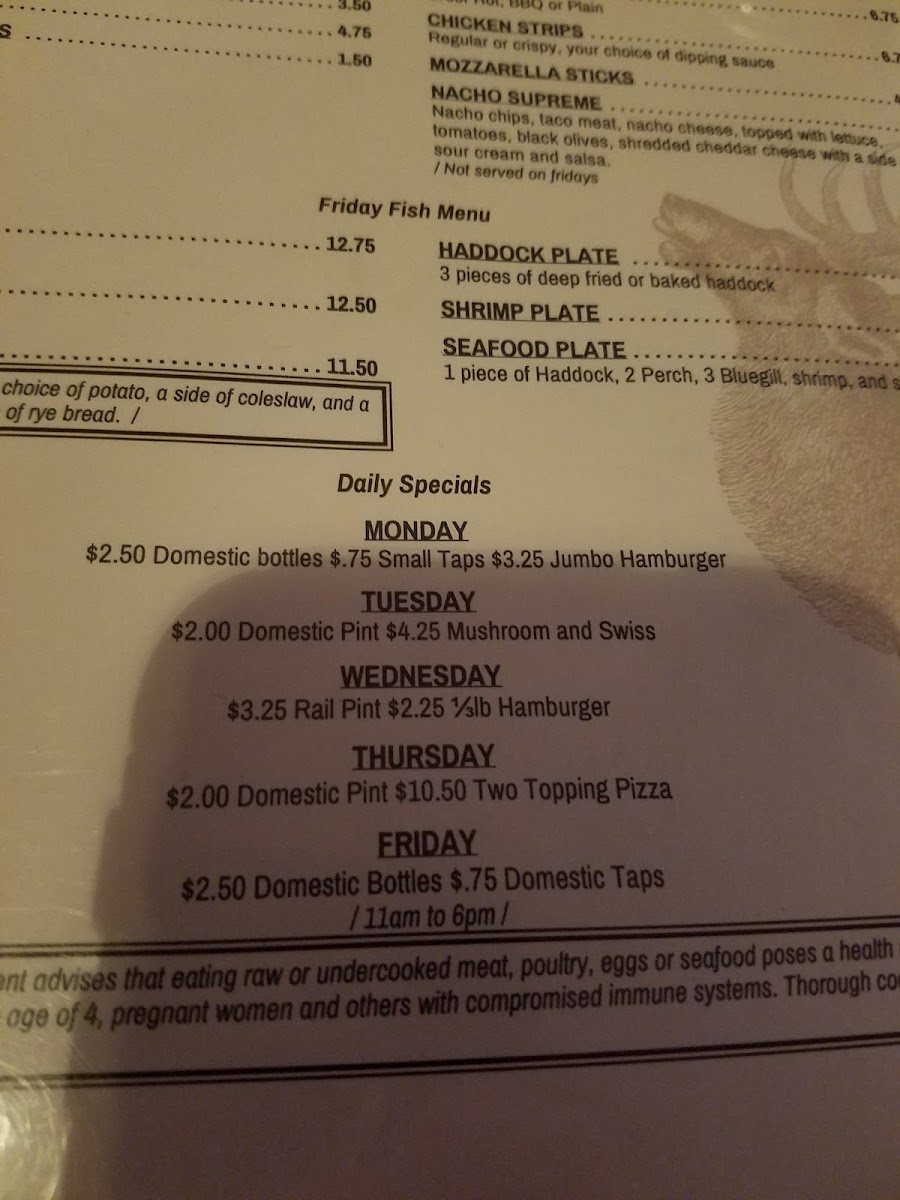 3.50
4.75
S
1.50
BBQ or Plain
6.75
CHICKEN STRIPS
Regular or crispy, your choice of dipping sauce
MOZZARELLA STICKS
NACHO SUPREME
Nacho chips, taco meat, nacho cheese, topped with lettuce,
tomatoes, black olives, shredded cheddar cheese with a side
sour cream and salsa.
/ Not served on fridays
Friday Fish Menu
12.75
12.50
11.50
choice of potato, a side of coleslaw, and a
of rye bread. /
HADDOCK PLATE
3 pieces of deep fried or baked haddock
SHRIMP PLATE
SEAFOOD PLATE
1 piece of Haddock, 2 Perch, 3 Bluegill, shrimp, and s
Daily Specials
MONDAY
$2.50 Domestic bottles $.75 Small Taps $3.25 Jumbo Hamburger
TUESDAY
$2.00 Domestic Pint $4.25 Mushroom and Swiss
WEDNESDAY
$3.25 Rail Pint $2.25 ⅓lb Hamburger
THURSDAY
$2.00 Domestic Pint $10.50 Two Topping Pizza
FRIDAY
$2.50 Domestic Bottles $.75 Domestic Taps
/ 11am to 6pm /
ent advises that eating raw or undercooked meat, poultry, eggs or seafood poses a health
age of 4, pregnant women and others with compromised immune systems. Thorough co